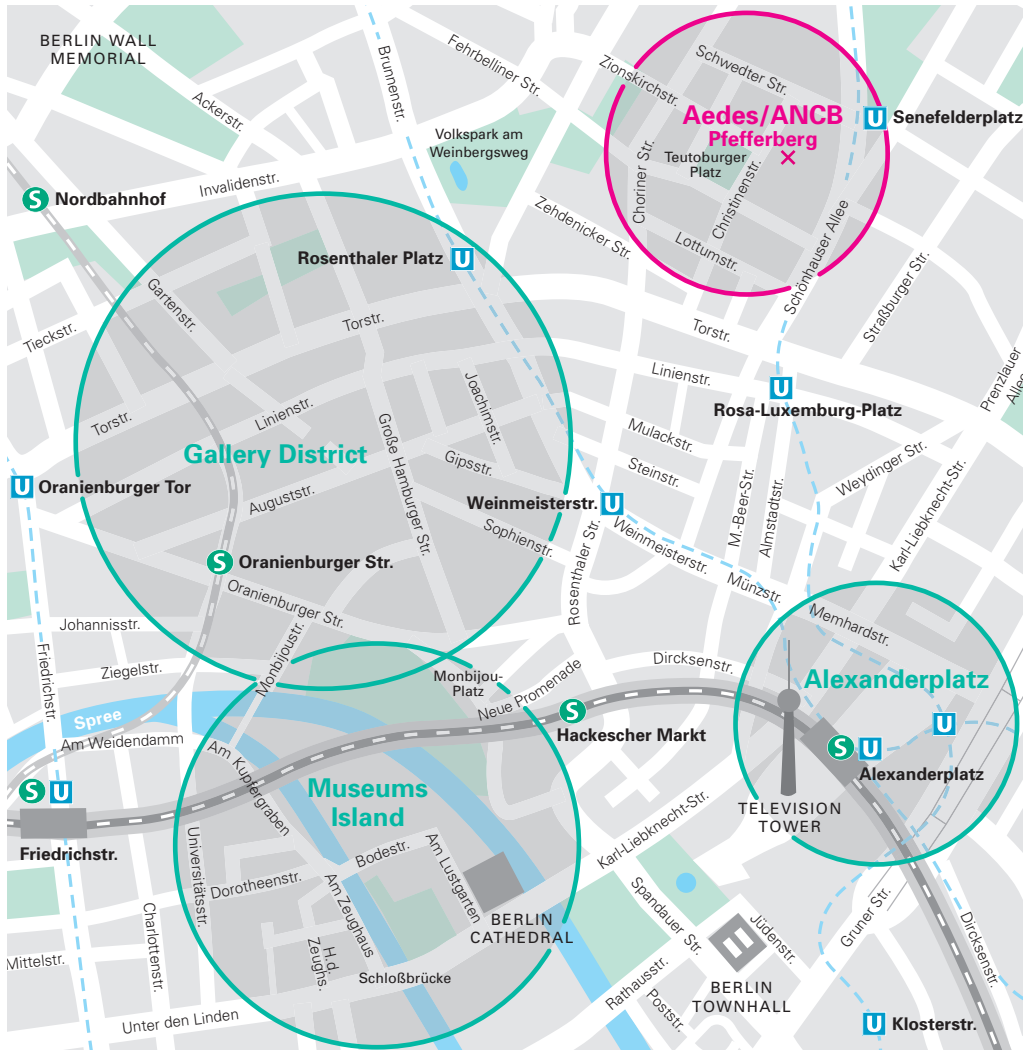 BERLIN WALL
MEMORIAL
Ackerstr.
Brunnenstr.
Fehrbelliner Str.
Zionskirchstr.
Schwedter Str.
Aedes/ANCB
Pfefferberg
U
Senefelderplatz
Volkspark am
Weinbergsweg
Teutoburger
Platz
Choriner Str.
Christinenstr.
S
Nordbahnhof
Invalidenstr.
Zehdenicker Str.
Lottumstr.
Schönhauser Allee
Straßburger Str.
Rosenthaler Platz
U
Gartenstr.
Tieckstr.
Torstr.
Torstr.
Linienstr.
Prenzlauer
Allee
U
Rosa-Luxemburg-Platz
Torstr.
Linienstr.
Joachimstr.
Große Hamburger Str.
Mulackstr.
Steinstr.
Gallery District
Gipsstr.
Weydinger Str.
Karl-Liebknecht-Str.
M.-Beer-Str.
Almstadtstr.
U
Oranienburger Tor
Auguststr.
Weinmeisterstr.
U
Sophienstr.
Weinmeisterstr.
Rosenthaler Str.
S
Oranienburger Str.
Oranienburger Str.
Münzstr.
Memhardstr.
Johannisstr.
Friedrichstr.
Ziegelstr.
Monbijoustr.
Monbijou-
Platz
Neue Promenade
Dircksenstr.
Alexanderplatz
Spree
Am Weidendamm
S
Hackescher Markt
U
S
U
Alexanderplatz
Am Kupfergraben
Museums
Island
S
U
Friedrichstr.
TELEVISION
TOWER
Karl-Liebknecht-Str.
Universitätsstr.
Dorotheenstr.
Bodestr.
Am Lustgarten
Am Zeughaus
Spandauer Str.
Jüdenstr.
Gruner Str.
Dircksenstr.
BERLIN
CATHEDRAL
Charlottenstr.
H.d.
Zeughs.
Mittelstr.
Schloßbrücke
Rathausstr.
Poststr.
BERLIN
TOWNHALL
Unter den Linden
U
Klosterstr.